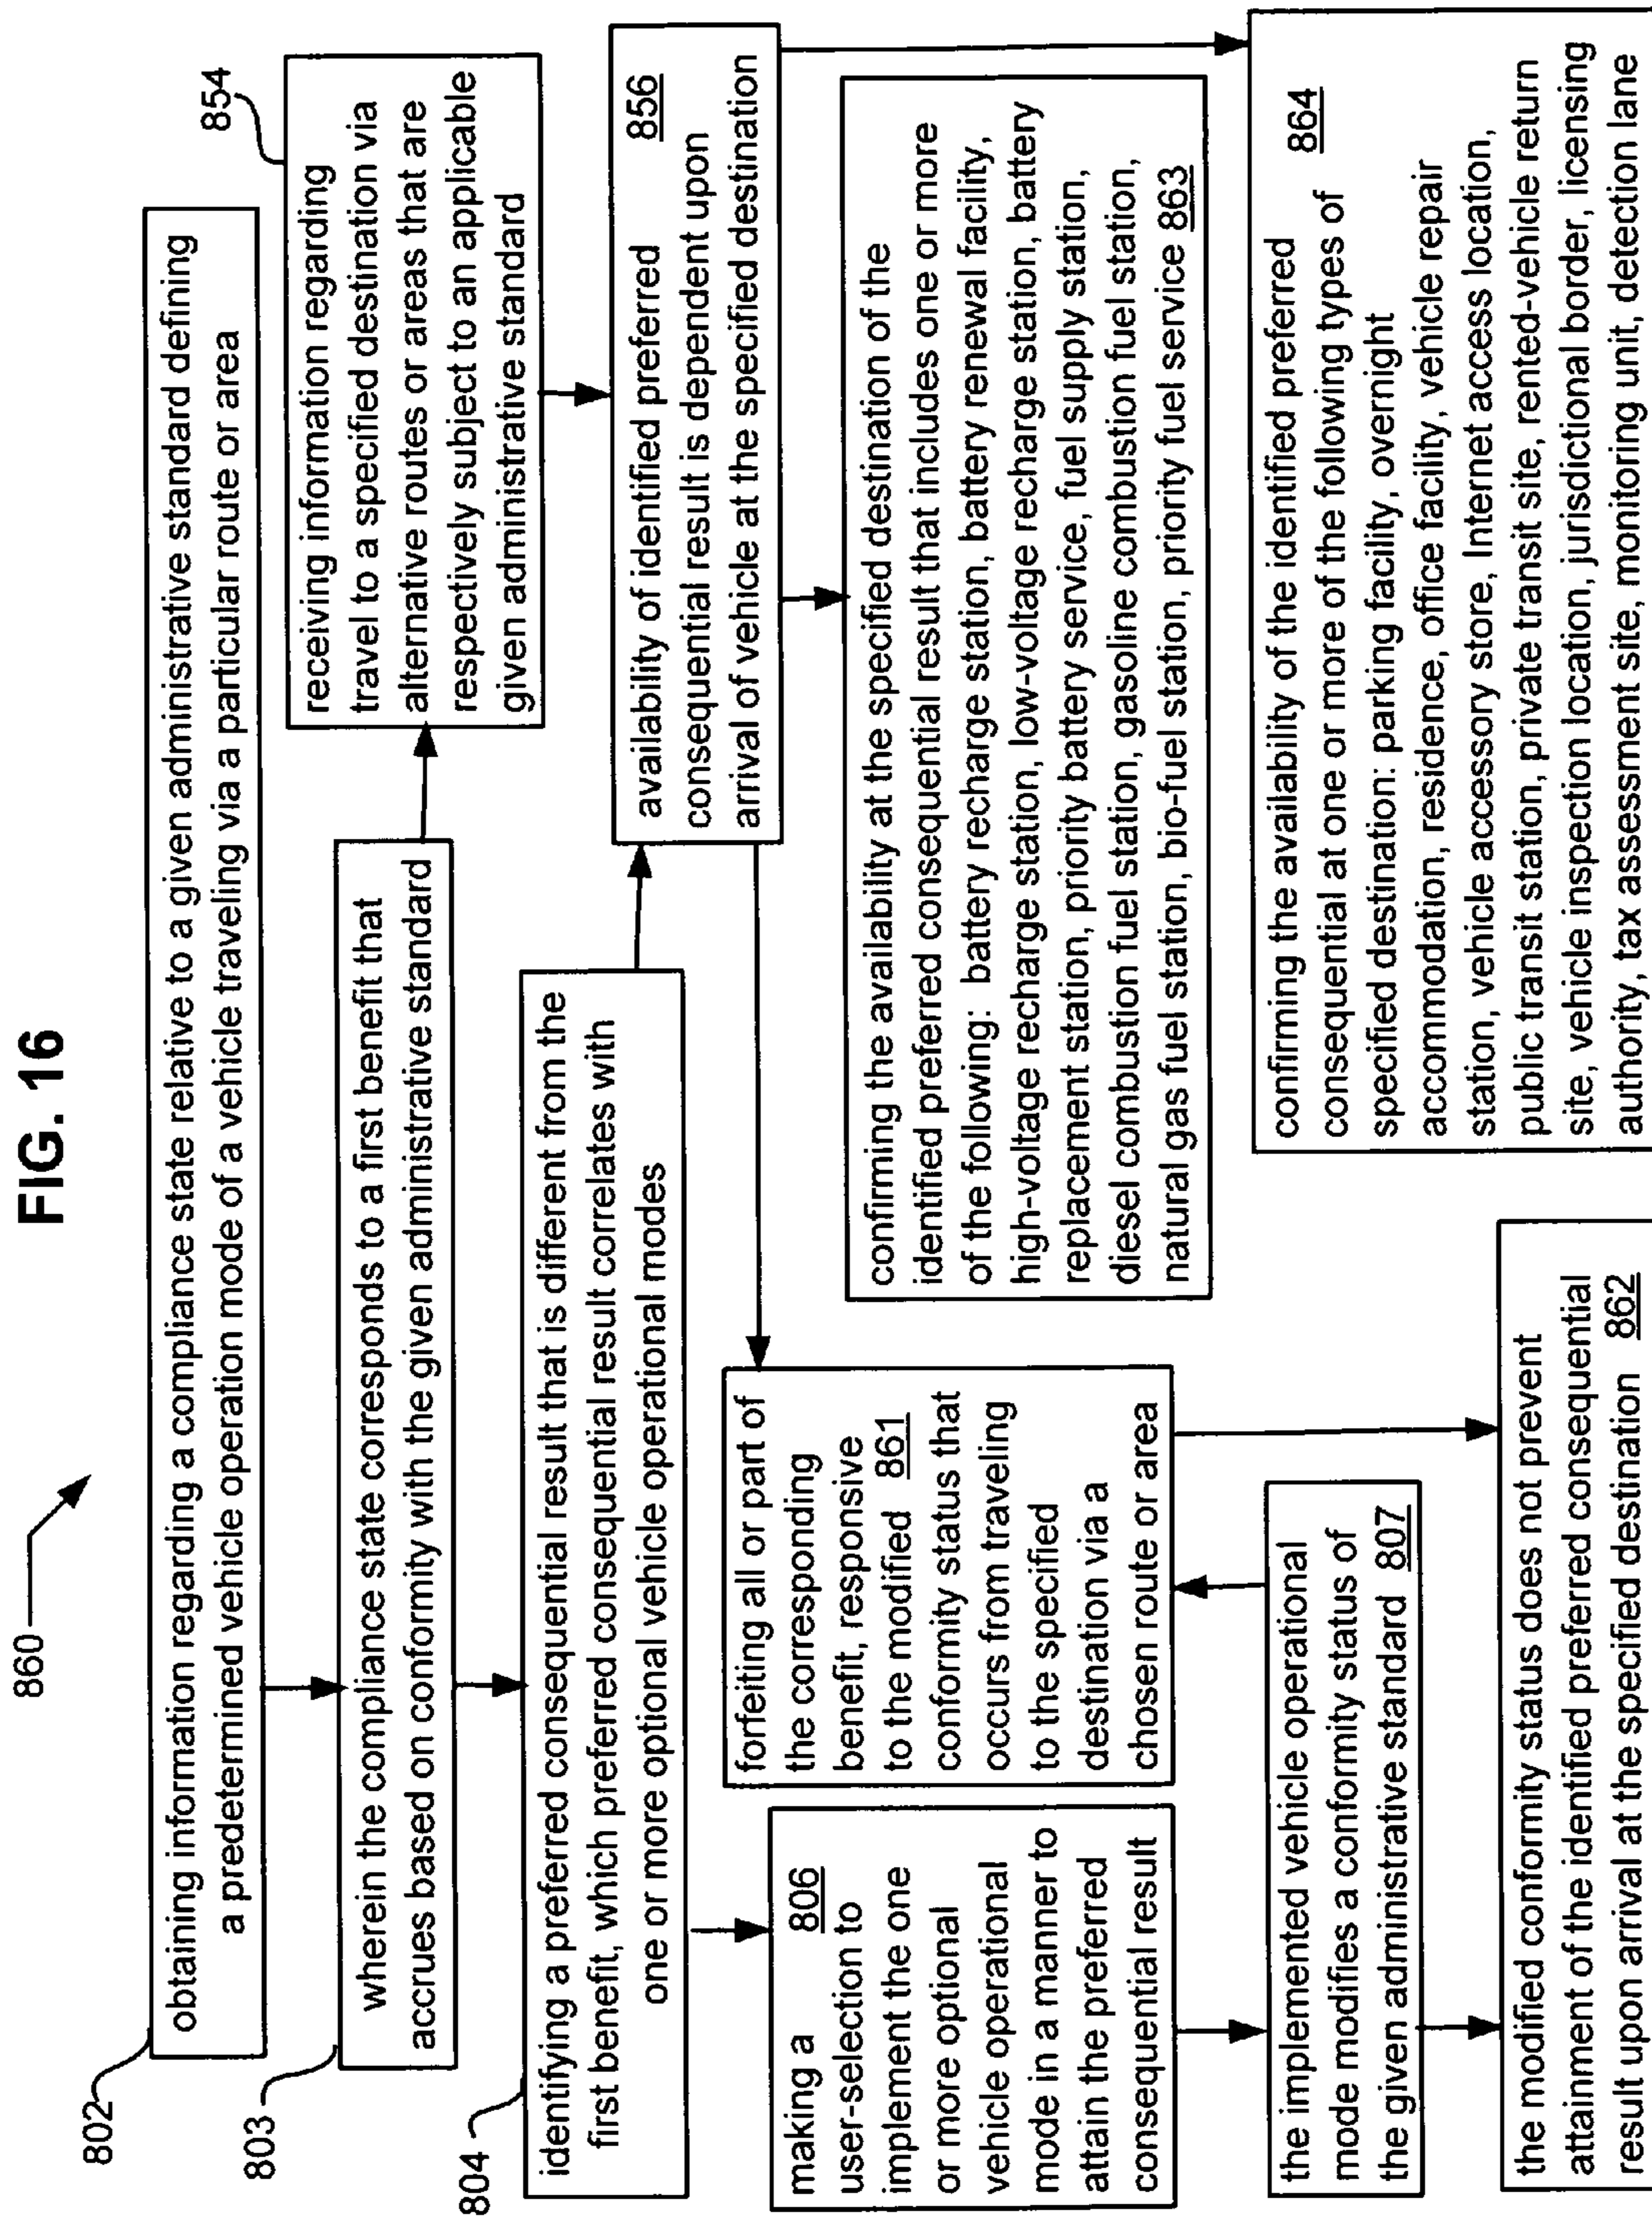 FIG. 16
860
802
obtaining information regarding a compliance state relative to a given administrative standard defining
a predetermined vehicle operation mode of a vehicle traveling via a particular route or area
803
wherein the compliance state corresponds to a first benefit that
accrues based on conformity with the given administrative standard
854
receiving information regarding
travel to a specified destination via
alternative routes or areas that are
respectively subject to an applicable
given administrative standard
804
identifying a preferred consequential result that is different from the
first benefit, which preferred consequential result correlates with
one or more optional vehicle operational modes
availability of identified preferred 856
consequential result is dependent upon
arrival of vehicle at the specified destination
making a 806
user-selection to
implement the one
or more optional
vehicle operational
mode in a manner to
attain the preferred
consequential result
forfeiting all or part of
the corresponding
benefit, responsive
to the modified 861
conformity status that
occurs from traveling
to the specified
destination via a
chosen route or area
confirming the availability at the specified destination of the
identified preferred consequential result that includes one or more
of the following: battery recharge station, battery renewal facility,
high-voltage recharge station, low-voltage recharge station, battery
replacement station, priority battery service, fuel supply station,
diesel combustion fuel station, gasoline combustion fuel station,
natural gas fuel station, bio-fuel station, priority fuel service 863
the implemented vehicle operational
mode modifies a conformity status of
the given administrative standard 807
confirming the availability of the identified preferred 864
consequential at one or more of the following types of
specified destination: parking facility, overnight
accommodation, residence, office facility, vehicle repair
station, vehicle accessory store, Internet access location,
public transit station, private transit site, rented-vehicle return
site, vehicle inspection location, jurisdictional border, licensing
authority, tax assessment site, monitoring unit, detection lane
the modified conformity status does not prevent
attainment of the identified preferred consequential
result upon arrival at the specified destination 862